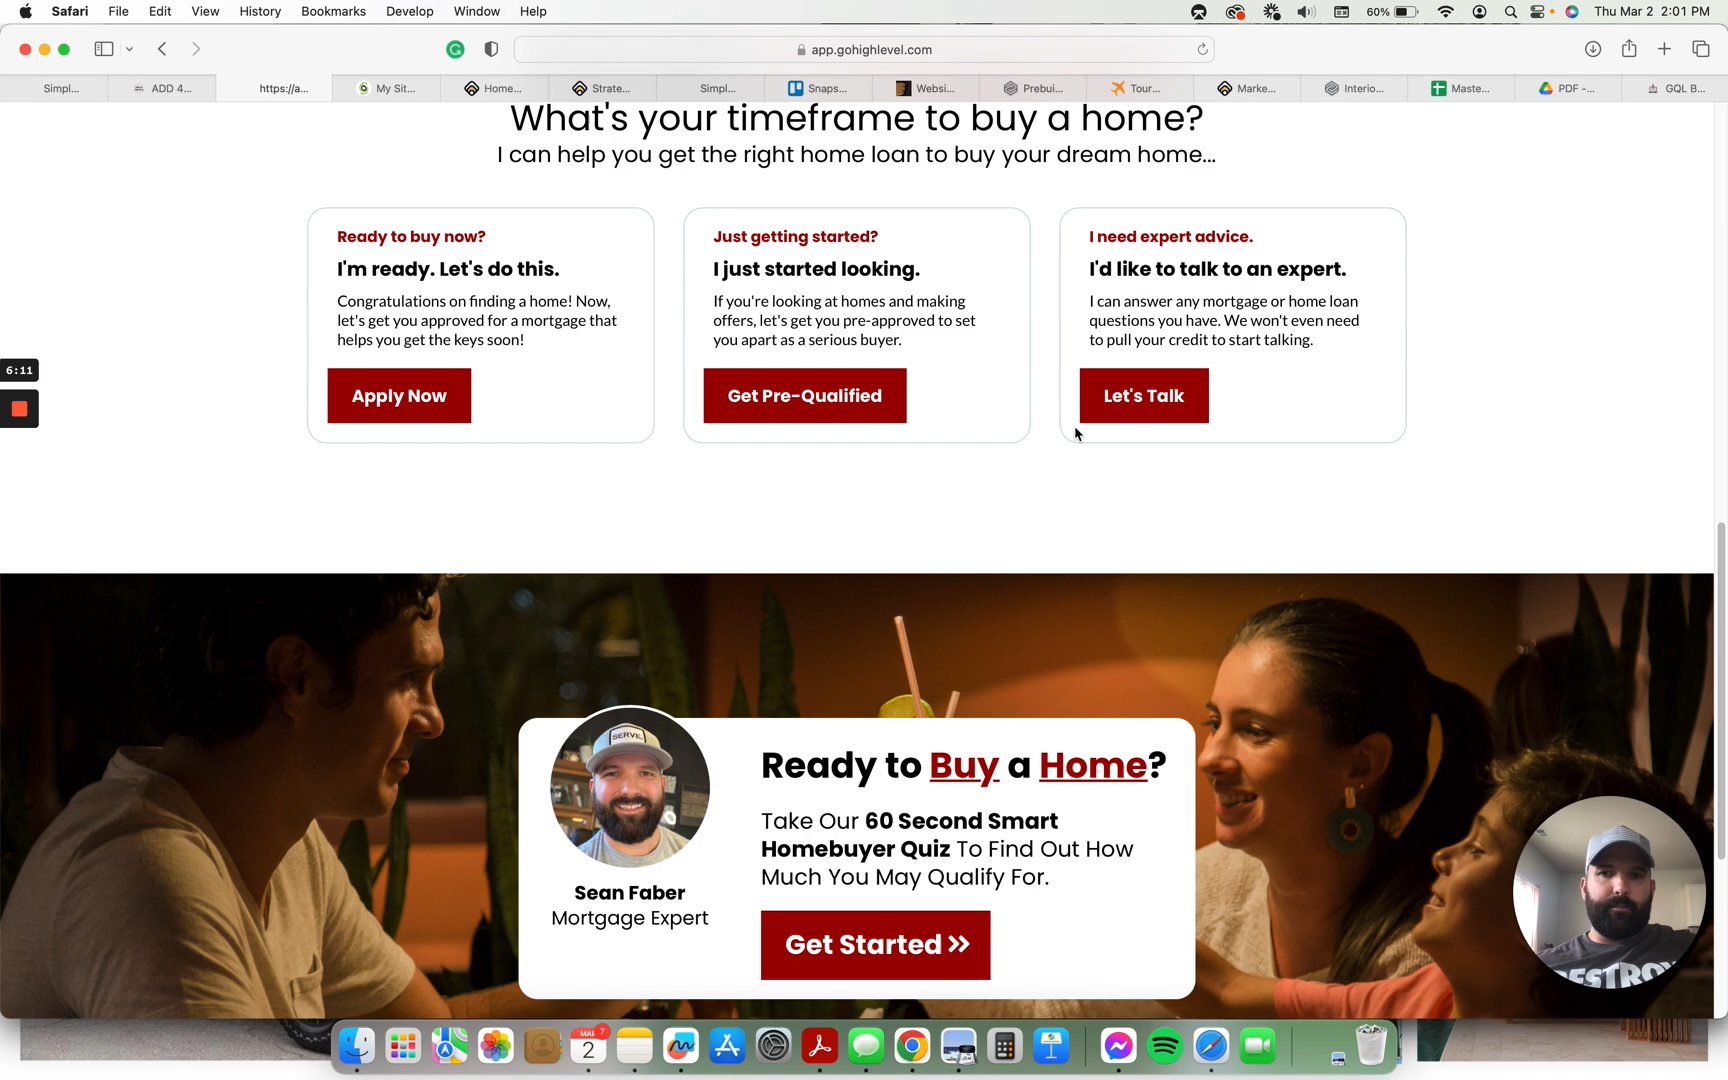 Safari File Edit View History Bookmarks Develop Window Help 60% Thu Mar 2 2:01 PM
app.gohighlevel.com
Simpl... ADD 4... https://a... My Sit... Home... Strate... Simpl... Snaps... Websi... Prebui... Tour... Marke... Interio... Maste... PDF -... GQL B...
What's your timeframe to buy a home?
I can help you get the right home loan to buy your dream home...
Ready to buy now?
I'm ready. Let's do this.
Congratulations on finding a home! Now,
let's get you approved for a mortgage that
helps you get the keys soon!
Apply Now
Just getting started?
I just started looking.
If you're looking at homes and making
offers, let's get you pre-approved to set
you apart as a serious buyer.
Get Pre-Qualified
I need expert advice.
I'd like to talk to an expert.
I can answer any mortgage or home loan
questions you have. We won't even need
to pull your credit to start talking.
Let's Talk
6:11
SERVE.
Sean Faber
Mortgage Expert
Ready to Buy a Home?
Take Our 60 Second Smart
Homebuyer Quiz To Find Out How
Much You May Qualify For.
Get Started »
MAR
2
7